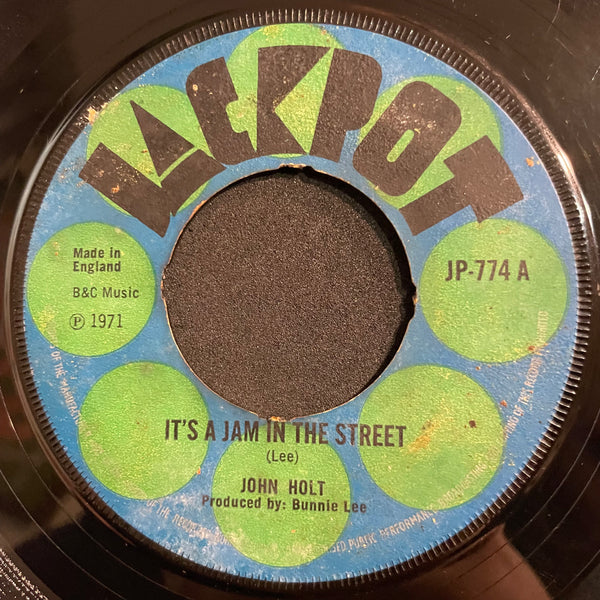 JACKPOT
Made in
England
B&C Music
℗ 1971
JP-774 A
IT'S A JAM IN THE STREET
(Lee)
JOHN HOLT
Produced by: Bunnie Lee